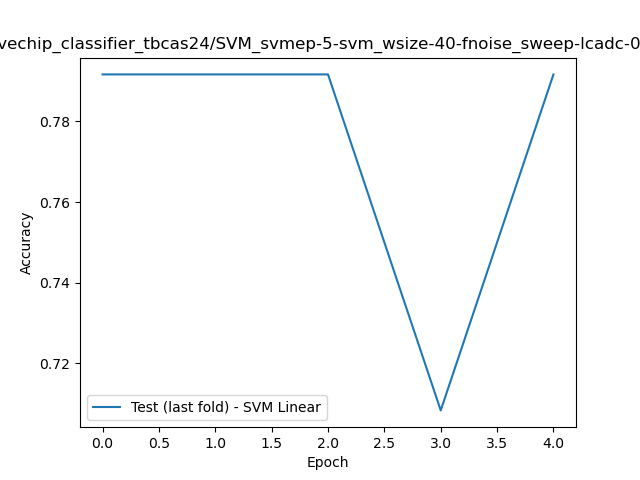 vechip_classifier_tbcas24/SVM_svmep-5-svm_wsize-40-fnoise_sweep-lcadc-0
0.78
0.76
0.74
0.72
Accuracy
Test (last fold) - SVM Linear
0.0 0.5 1.0 1.5 2.0 2.5 3.0 3.5 4.0
Epoch